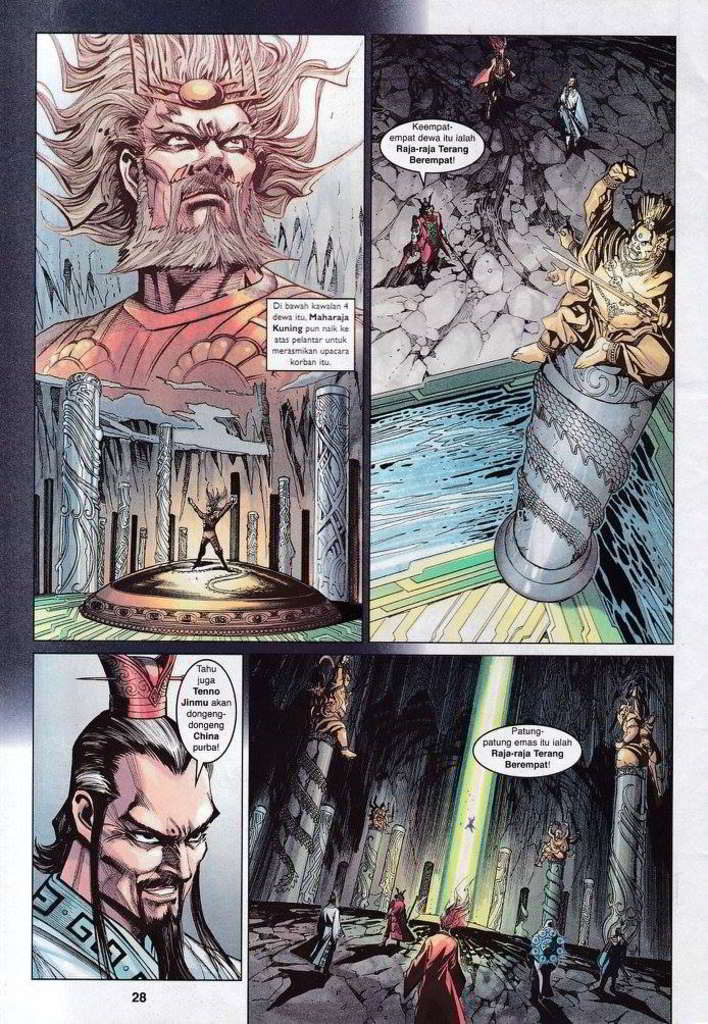 Di bawah kawalan 4
dewa itu, Maharaja
Kuning pun naik ke
atas pelantar untuk
merasmikan upacara
korban itu.
Keempat-
empat dewa itu ialah
Raja-raja Terang
Berempat!
Tahu
juga
Tenno
Jinmu akan
dongeng-
dongeng
China
purba!
Patung-
patung emas itu ialah
Raja-raja Terang
Berempat!
28